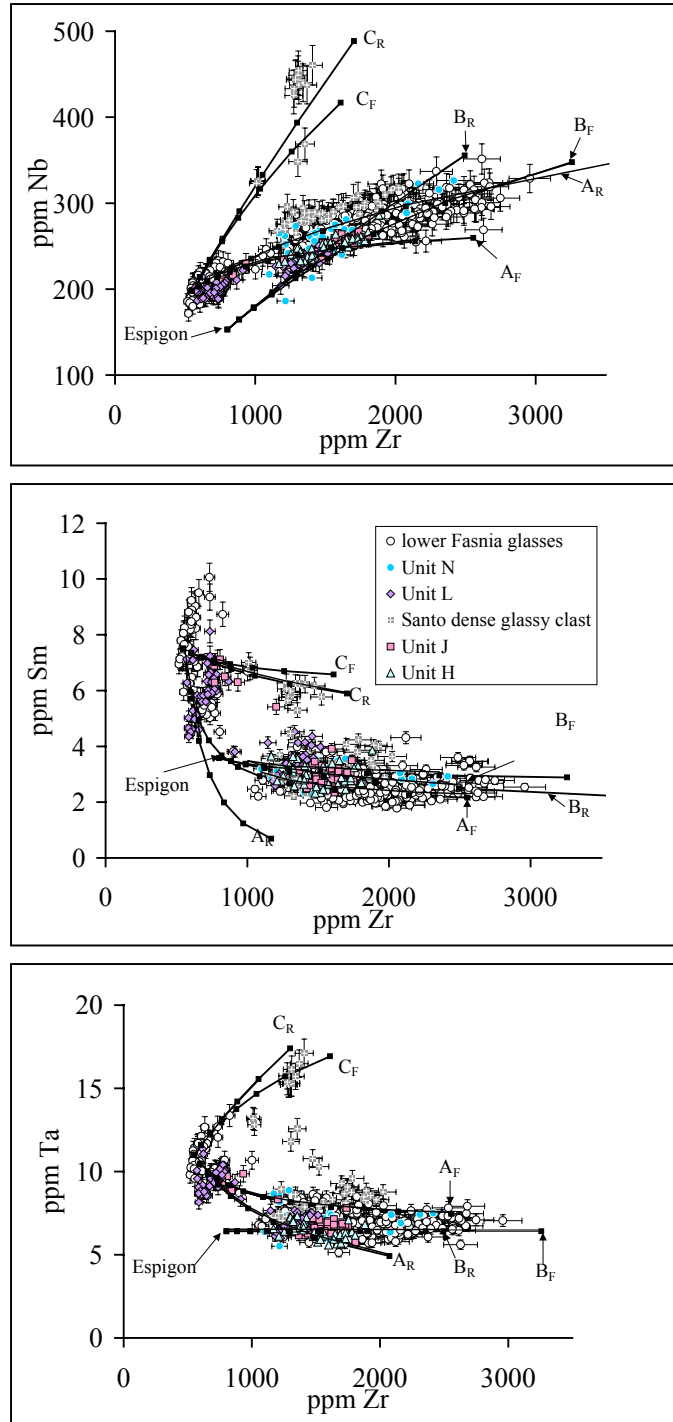 500
400
300
200
100
ppm Nb
C_R
C_F
B_R
B_F
A_R
A_F
Espigon
0 1000 2000 3000
ppm Zr
12
10
8
6
4
2
0
ppm Sm
lower Fasnia glasses
Unit N
Unit L
Santo dense glassy clast
Unit J
Unit H
C_F
C_R
B_F
Espigon
A_R
A_F
B_R
0 1000 2000 3000
ppm Zr
20
15
10
5
0
ppm Ta
C_R
C_F
A_F
Espigon
A_R
B_R
B_F
0 1000 2000 3000
ppm Zr